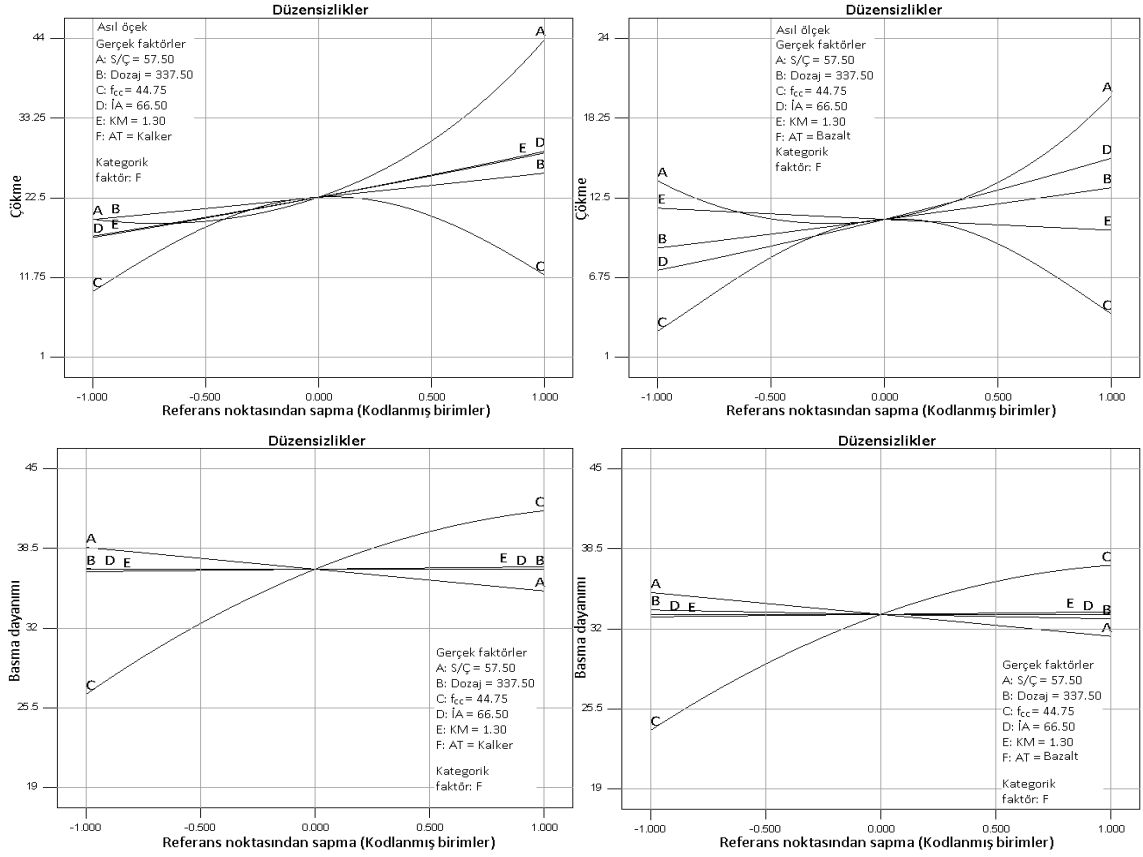 Düzensizlikler
Asıl öçek
Gerçek faktörler
A: S/Ç = 57.50
B: Dozaj = 337.50
C: fcc = 44.75
D: İA = 66.50
E: KM = 1.30
F: AT = Kalker
Kategorik
faktör: F
Çökme
44
33.25
22.5
11.75
1
A
D
E
B
A B
D E
C
C
-1.000
-0.500
0.000
0.500
1.000
Referans noktasından sapma (Kodlanmış birimler)
Düzensizlikler
Asıl ölçek
Gerçek faktörler
A: S/Ç = 57.50
B: Dozaj = 337.50
C: fcc = 44.75
D: İA = 66.50
E: KM = 1.30
F: AT = Bazalt
Kategorik
faktör: F
Çökme
24
18.25
12.5
6.75
1
A
E
B
D
C
A
D
B
E
C
-1.000
-0.500
0.000
0.500
1.000
Referans noktasından sapma (Kodlanmış birimler)
Düzensizlikler
Basma dayanımı
45
38.5
32
25.5
19
A
B D E
C
C
E D B
A
Gerçek faktörler
A: S/Ç = 57.50
B: Dozaj = 337.50
C: fcc = 44.75
D: İA = 66.50
E: KM = 1.30
F: AT = Kalker
Kategorik
faktör: F
-1.000
-0.500
0.000
0.500
1.000
Referans noktasından sapma (Kodlanmış birimler)
Düzensizlikler
Basma dayanımı
45
38.5
32
25.5
19
A
B D E
C
C
E D B
A
Gerçek faktörler
A: S/Ç = 57.50
B: Dozaj = 337.50
C: fcc = 44.75
D: İA = 66.50
E: KM = 1.30
F: AT = Bazalt
Kategorik
faktör: F
-1.000
-0.500
0.000
0.500
1.000
Referans noktasından sapma (Kodlanmış birimler)